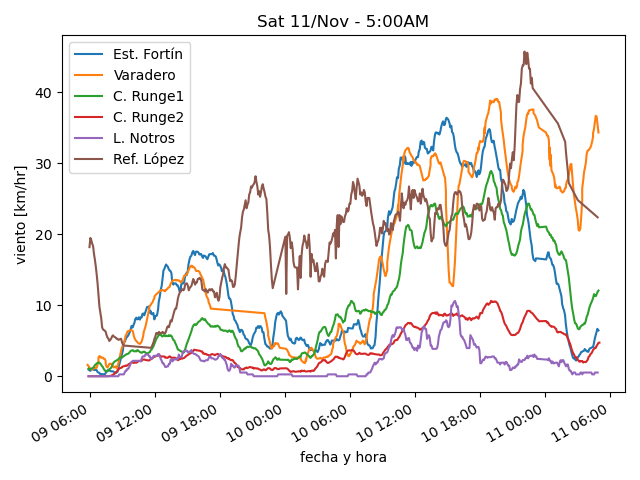 Sat 11/Nov - 5:00AM
Est. Fortín
Varadero
C. Runge1
C. Runge2
L. Notros
Ref. López
viento [km/hr]
40
30
20
10
0
09 06:00
09 12:00
09 18:00
10 00:00
10 06:00
10 12:00
10 18:00
11 00:00
11 06:00
fecha y hora